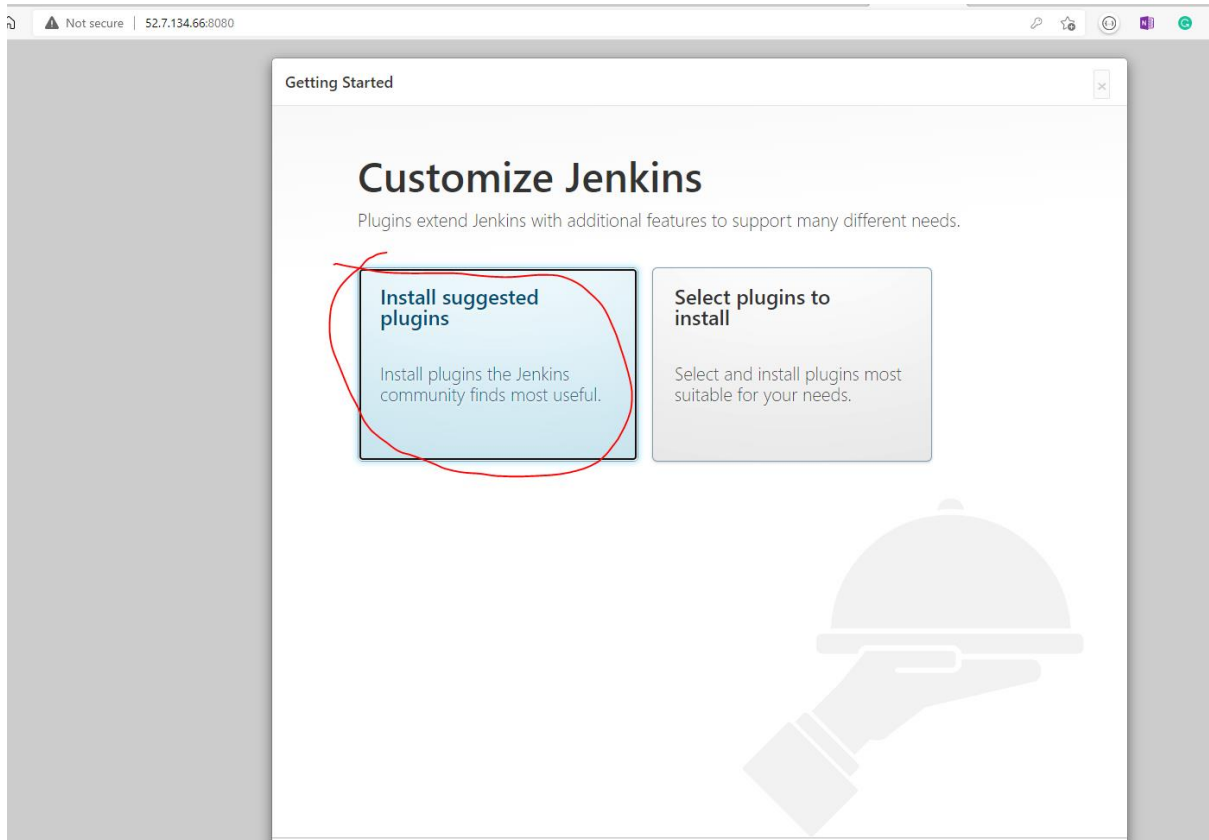 Not secure | 52.7.134.66:8080
Getting Started
Customize Jenkins
Plugins extend Jenkins with additional features to support many different needs.
Install suggested
plugins
Install plugins the Jenkins
community finds most useful.
Select plugins to
install
Select and install plugins most
suitable for your needs.